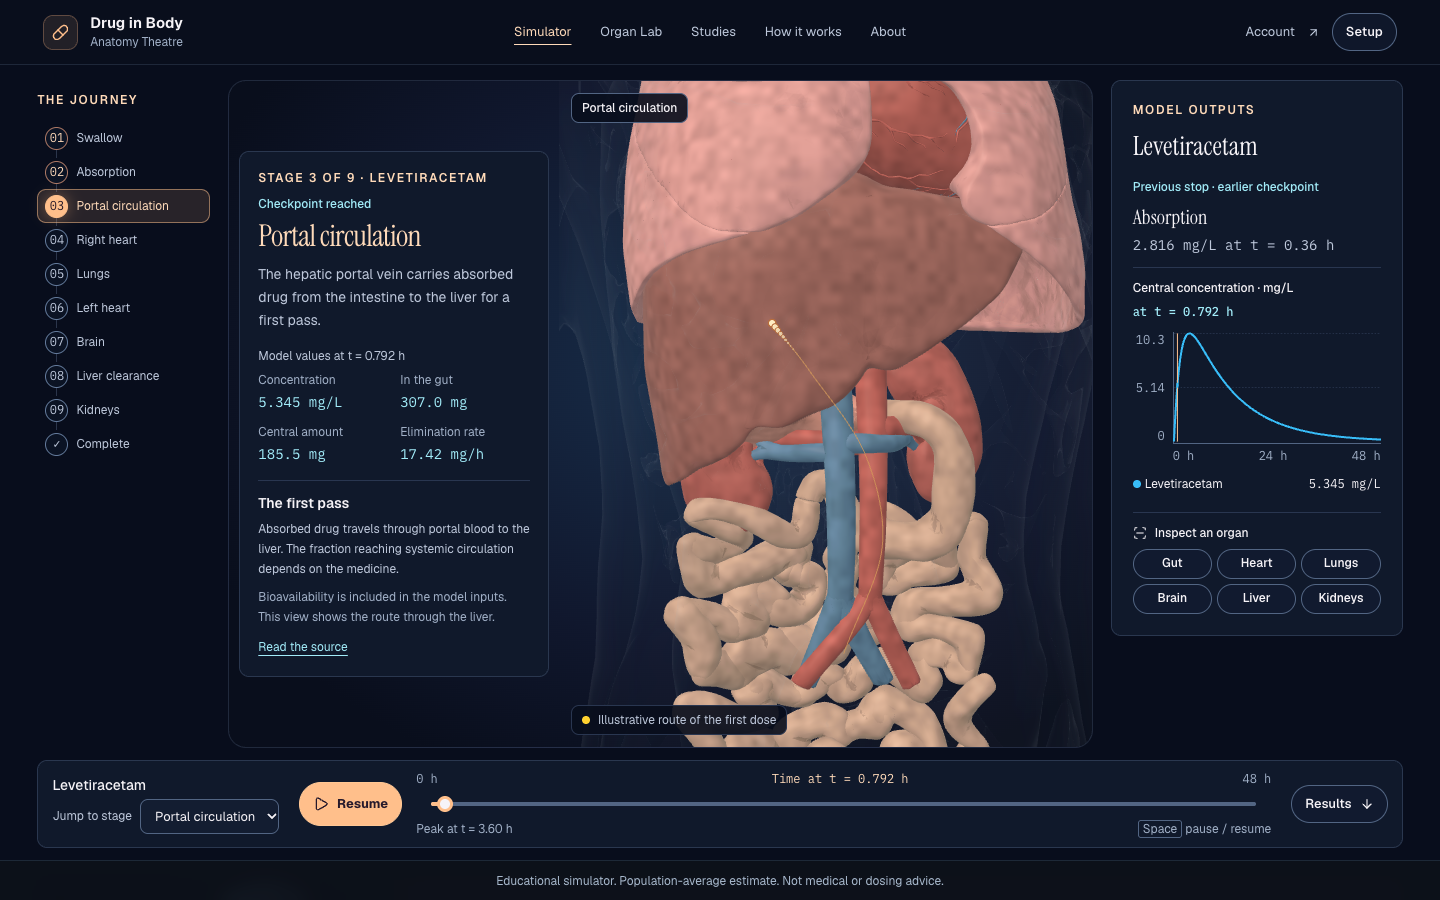 Drug in Body
Anatomy Theatre
Simulator
Organ Lab
Studies
How it works
About
Account
Setup
THE JOURNEY
01 Swallow
02 Absorption
03 Portal circulation
04 Right heart
05 Lungs
06 Left heart
07 Brain
08 Liver clearance
09 Kidneys
✓ Complete
Portal circulation
STAGE 3 OF 9 · LEVETIRACETAM
Checkpoint reached
Portal circulation
The hepatic portal vein carries absorbed
drug from the intestine to the liver for a
first pass.
Model values at t = 0.792 h
Concentration In the gut
5.345 mg/L 307.0 mg
Central amount Elimination rate
185.5 mg 17.42 mg/h
The first pass
Absorbed drug travels through portal blood to the
liver. The fraction reaching systemic circulation
depends on the medicine.
Bioavailability is included in the model inputs.
This view shows the route through the liver.
Read the source
Illustrative route of the first dose
MODEL OUTPUTS
Levetiracetam
Previous stop · earlier checkpoint
Absorption
2.816 mg/L at t = 0.36 h
Central concentration · mg/L
at t = 0.792 h
10.3
5.14
0
0 h 24 h 48 h
Levetiracetam 5.345 mg/L
Inspect an organ
Gut Heart Lungs
Brain Liver Kidneys
Levetiracetam
Jump to stage Portal circulation
Resume
0 h Time at t = 0.792 h 48 h
Peak at t = 3.60 h Space pause / resume
Results ↓
Educational simulator. Population-average estimate. Not medical or dosing advice.